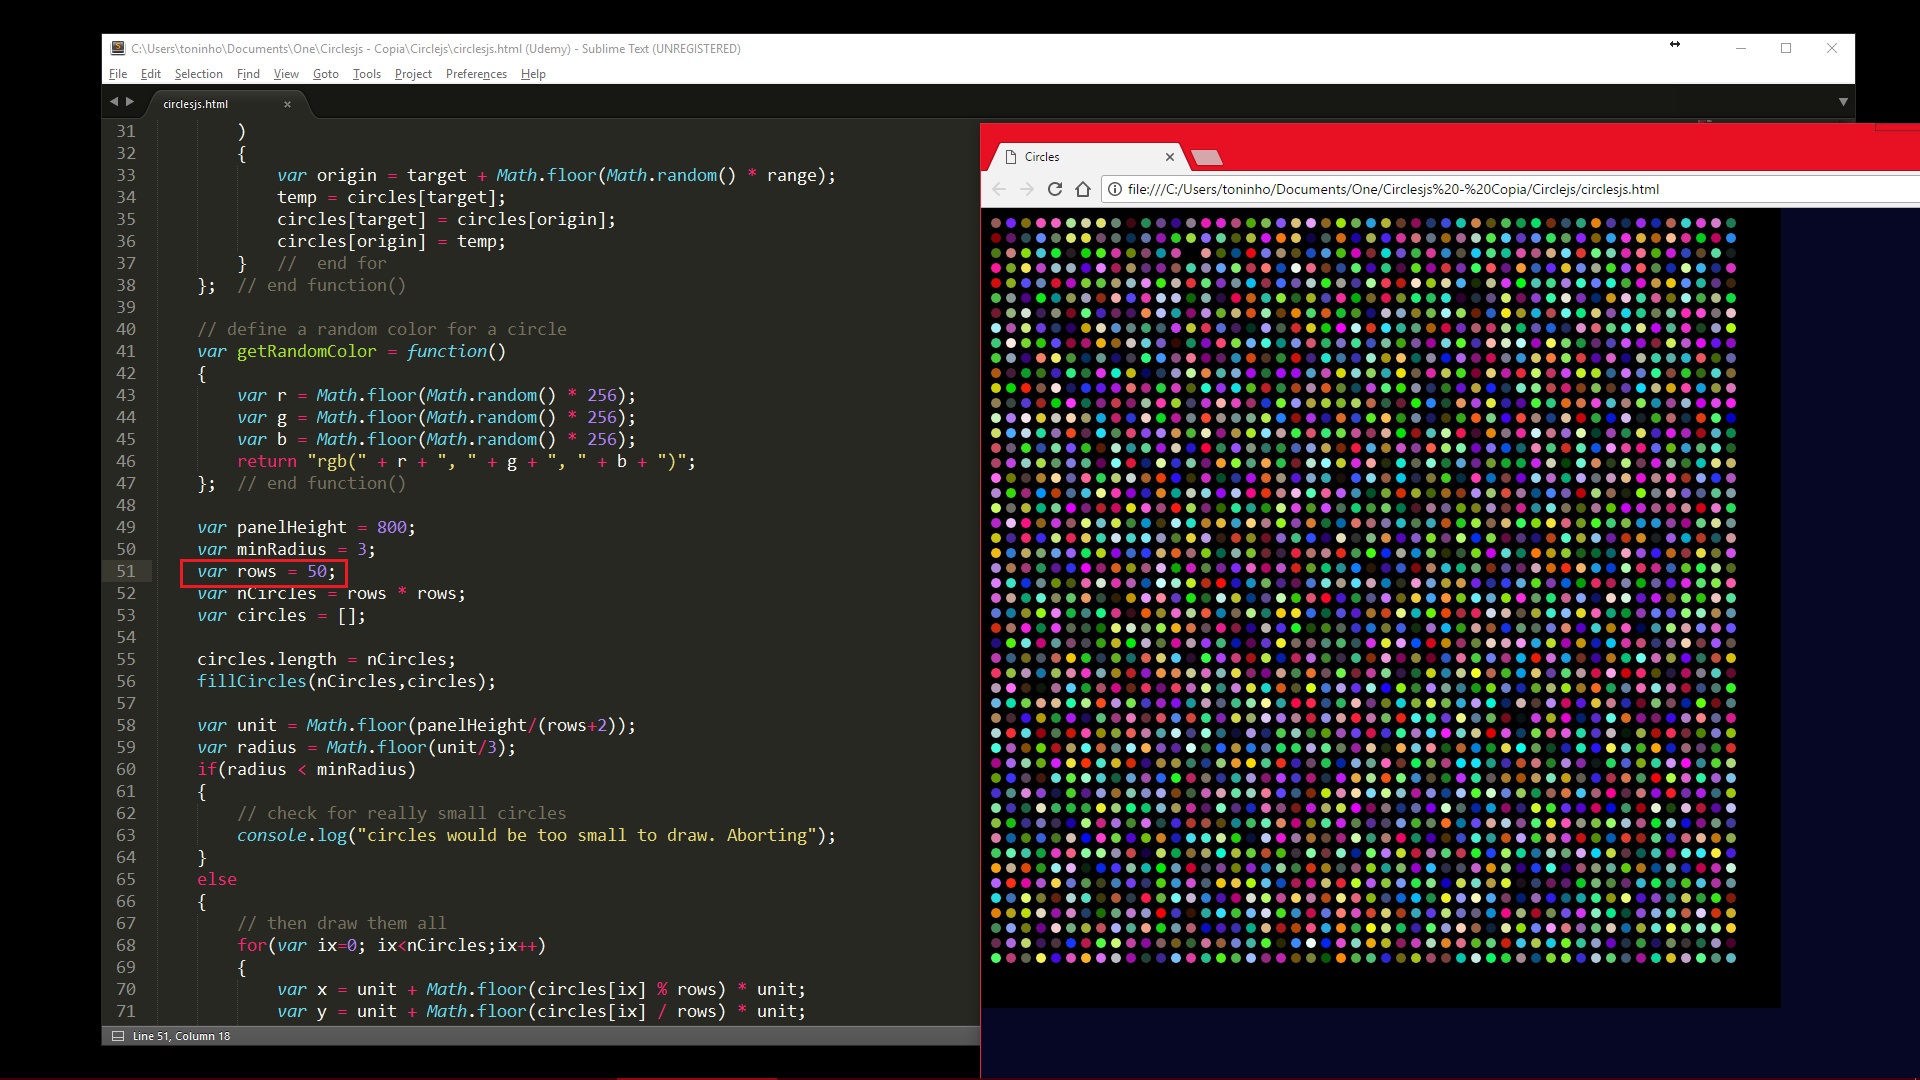 C:\Users\toninho\Documents\One\Circlesjs - Copia\Circlejs\circlesjs.html (Udemy) - Sublime Text (UNREGISTERED)
File Edit Selection Find View Goto Tools Project Preferences Help
circlesjs.html
31 )
32 {
33 var origin = target + Math.floor(Math.random() * range);
34 temp = circles[target];
35 circles[target] = circles[origin];
36 circles[origin] = temp;
37 } // end for
38 }; // end function()
39
40 // define a random color for a circle
41 var getRandomColor = function()
42 {
43 var r = Math.floor(Math.random() * 256);
44 var g = Math.floor(Math.random() * 256);
45 var b = Math.floor(Math.random() * 256);
46 return "rgb(" + r + ", " + g + ", " + b + ")";
47 }; // end function()
48
49 var panelHeight = 800;
50 var minRadius = 3;
51 var rows = 50;
52 var nCircles = rows * rows;
53 var circles = [];
54
55 circles.length = nCircles;
56 fillCircles(nCircles,circles);
57
58 var unit = Math.floor(panelHeight/(rows+2));
59 var radius = Math.floor(unit/3);
60 if(radius < minRadius)
61 {
62 // check for really small circles
63 console.log("circles would be too small to draw. Aborting");
64 }
65 else
66 {
67 // then draw them all
68 for(var ix=0; ix<nCircles;ix++)
69 {
70 var x = unit + Math.floor(circles[ix] % rows) * unit;
71 var y = unit + Math.floor(circles[ix] / rows) * unit;
Line 51, Column 18
Circles
file:///C:/Users/toninho/Documents/One/Circlesjs%20-%20Copia/Circlejs/circlesjs.html